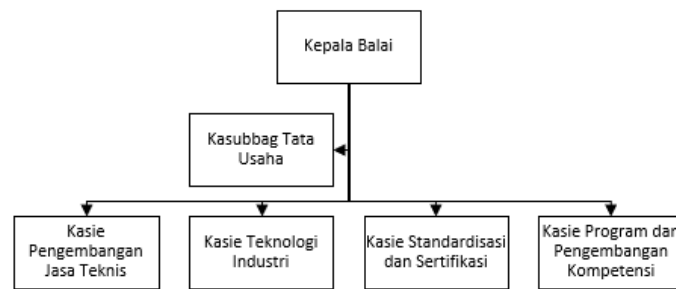 Kepala Balai
Kasubbag Tata
Usaha
Kasie
Pengembangan
Jasa Teknis
Kasie Teknologi
Industri
Kasie Standardisasi
dan Sertifikasi
Kasie Program dan
Pengembangan
Kompetensi